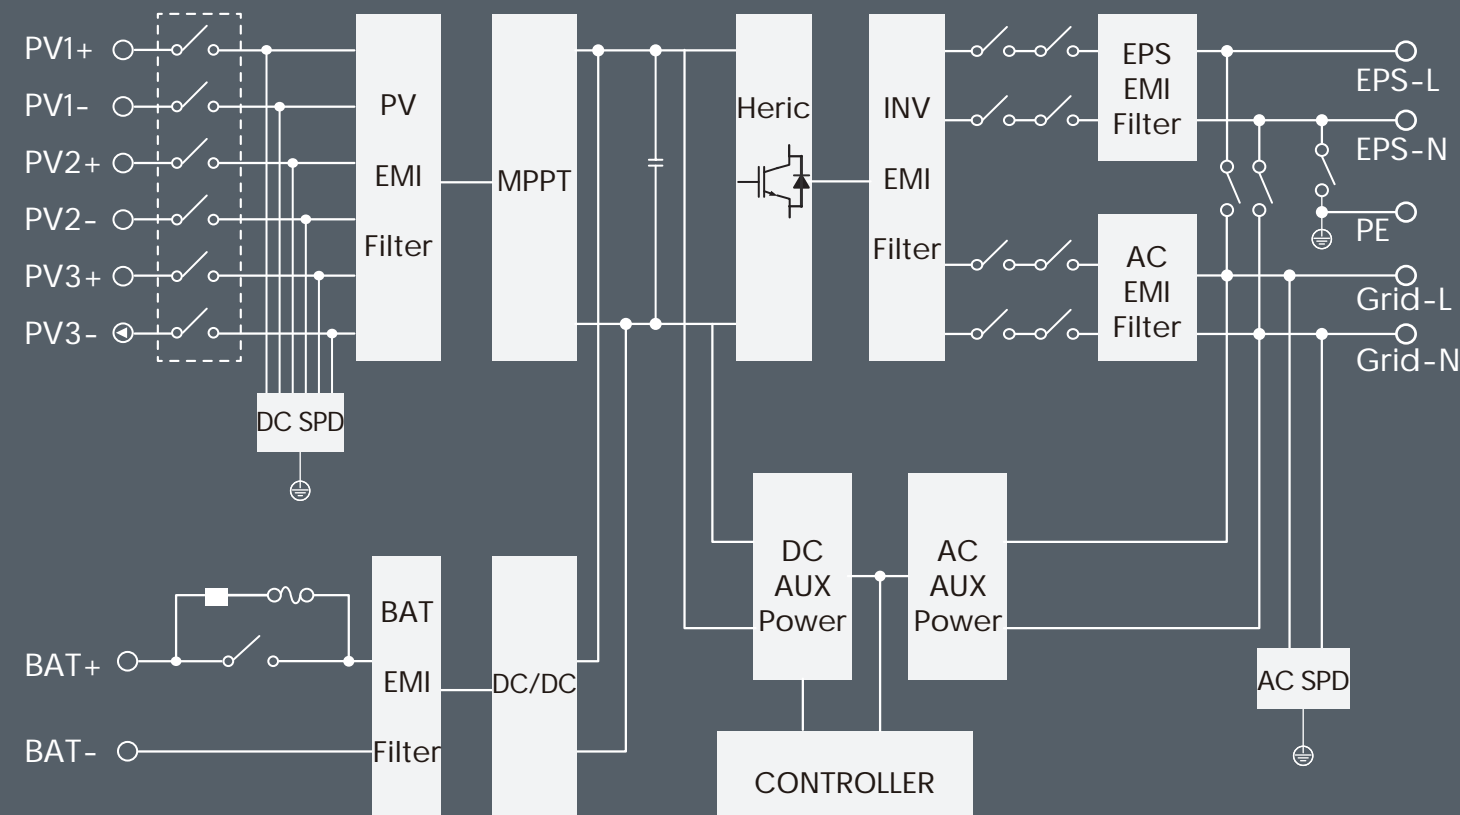 PV1+
PV1-
PV2+
PV2-
PV3+
PV3-
PV
EMI
Filter
MPPT
Heric
INV
EMI
Filter
EPS
EMI
Filter
AC
EMI
Filter
EPS-L
EPS-N
PE
Grid-L
Grid-N
DC SPD
BAT+
BAT-
BAT
EMI
Filter
DC/DC
DC
AUX
Power
AC
AUX
Power
AC SPD
CONTROLLER